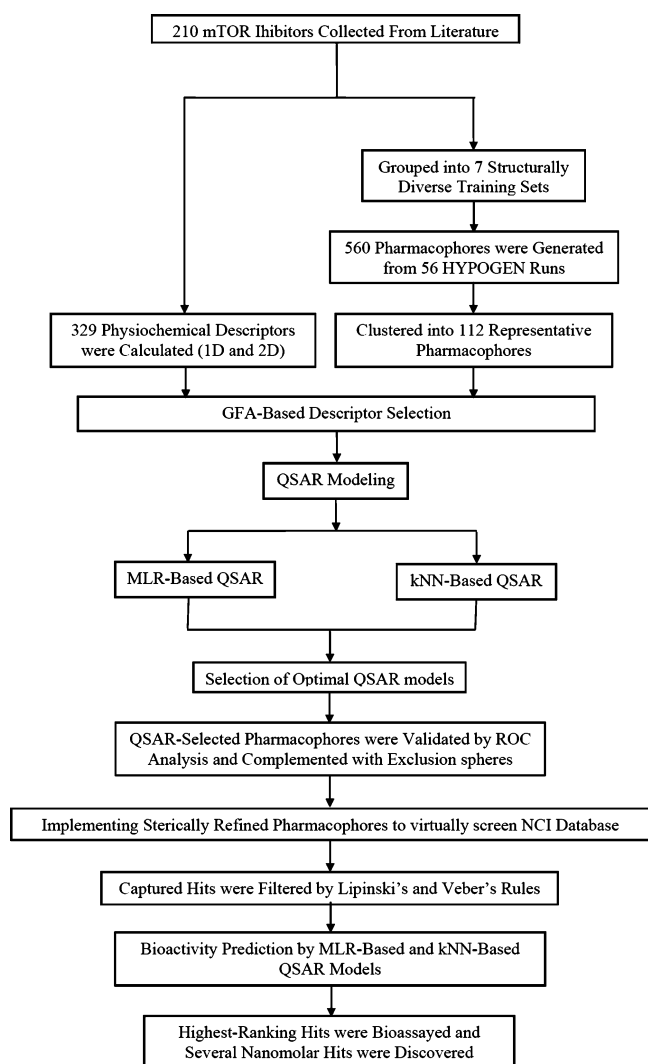 210 mTOR Ihibitors Collected From Literature
Grouped into 7 Structurally
Diverse Training Sets
560 Pharmacophores were Generated
from 56 HYPOGEN Runs
329 Physiochemical Descriptors
were Calculated (1D and 2D)
Clustered into 112 Representative
Pharmacophores
GFA-Based Descriptor Selection
QSAR Modeling
MLR-Based QSAR
kNN-Based QSAR
Selection of Optimal QSAR models
QSAR-Selected Pharmacophores were Validated by ROC
Analysis and Complemented with Exclusion spheres
Implementing Sterically Refined Pharmacophores to virtually screen NCI Database
Captured Hits were Filtered by Lipinski's and Veber's Rules
Bioactivity Prediction by MLR-Based and kNN-Based
QSAR Models
Highest-Ranking Hits were Bioassayed and
Several Nanomolar Hits were Discovered